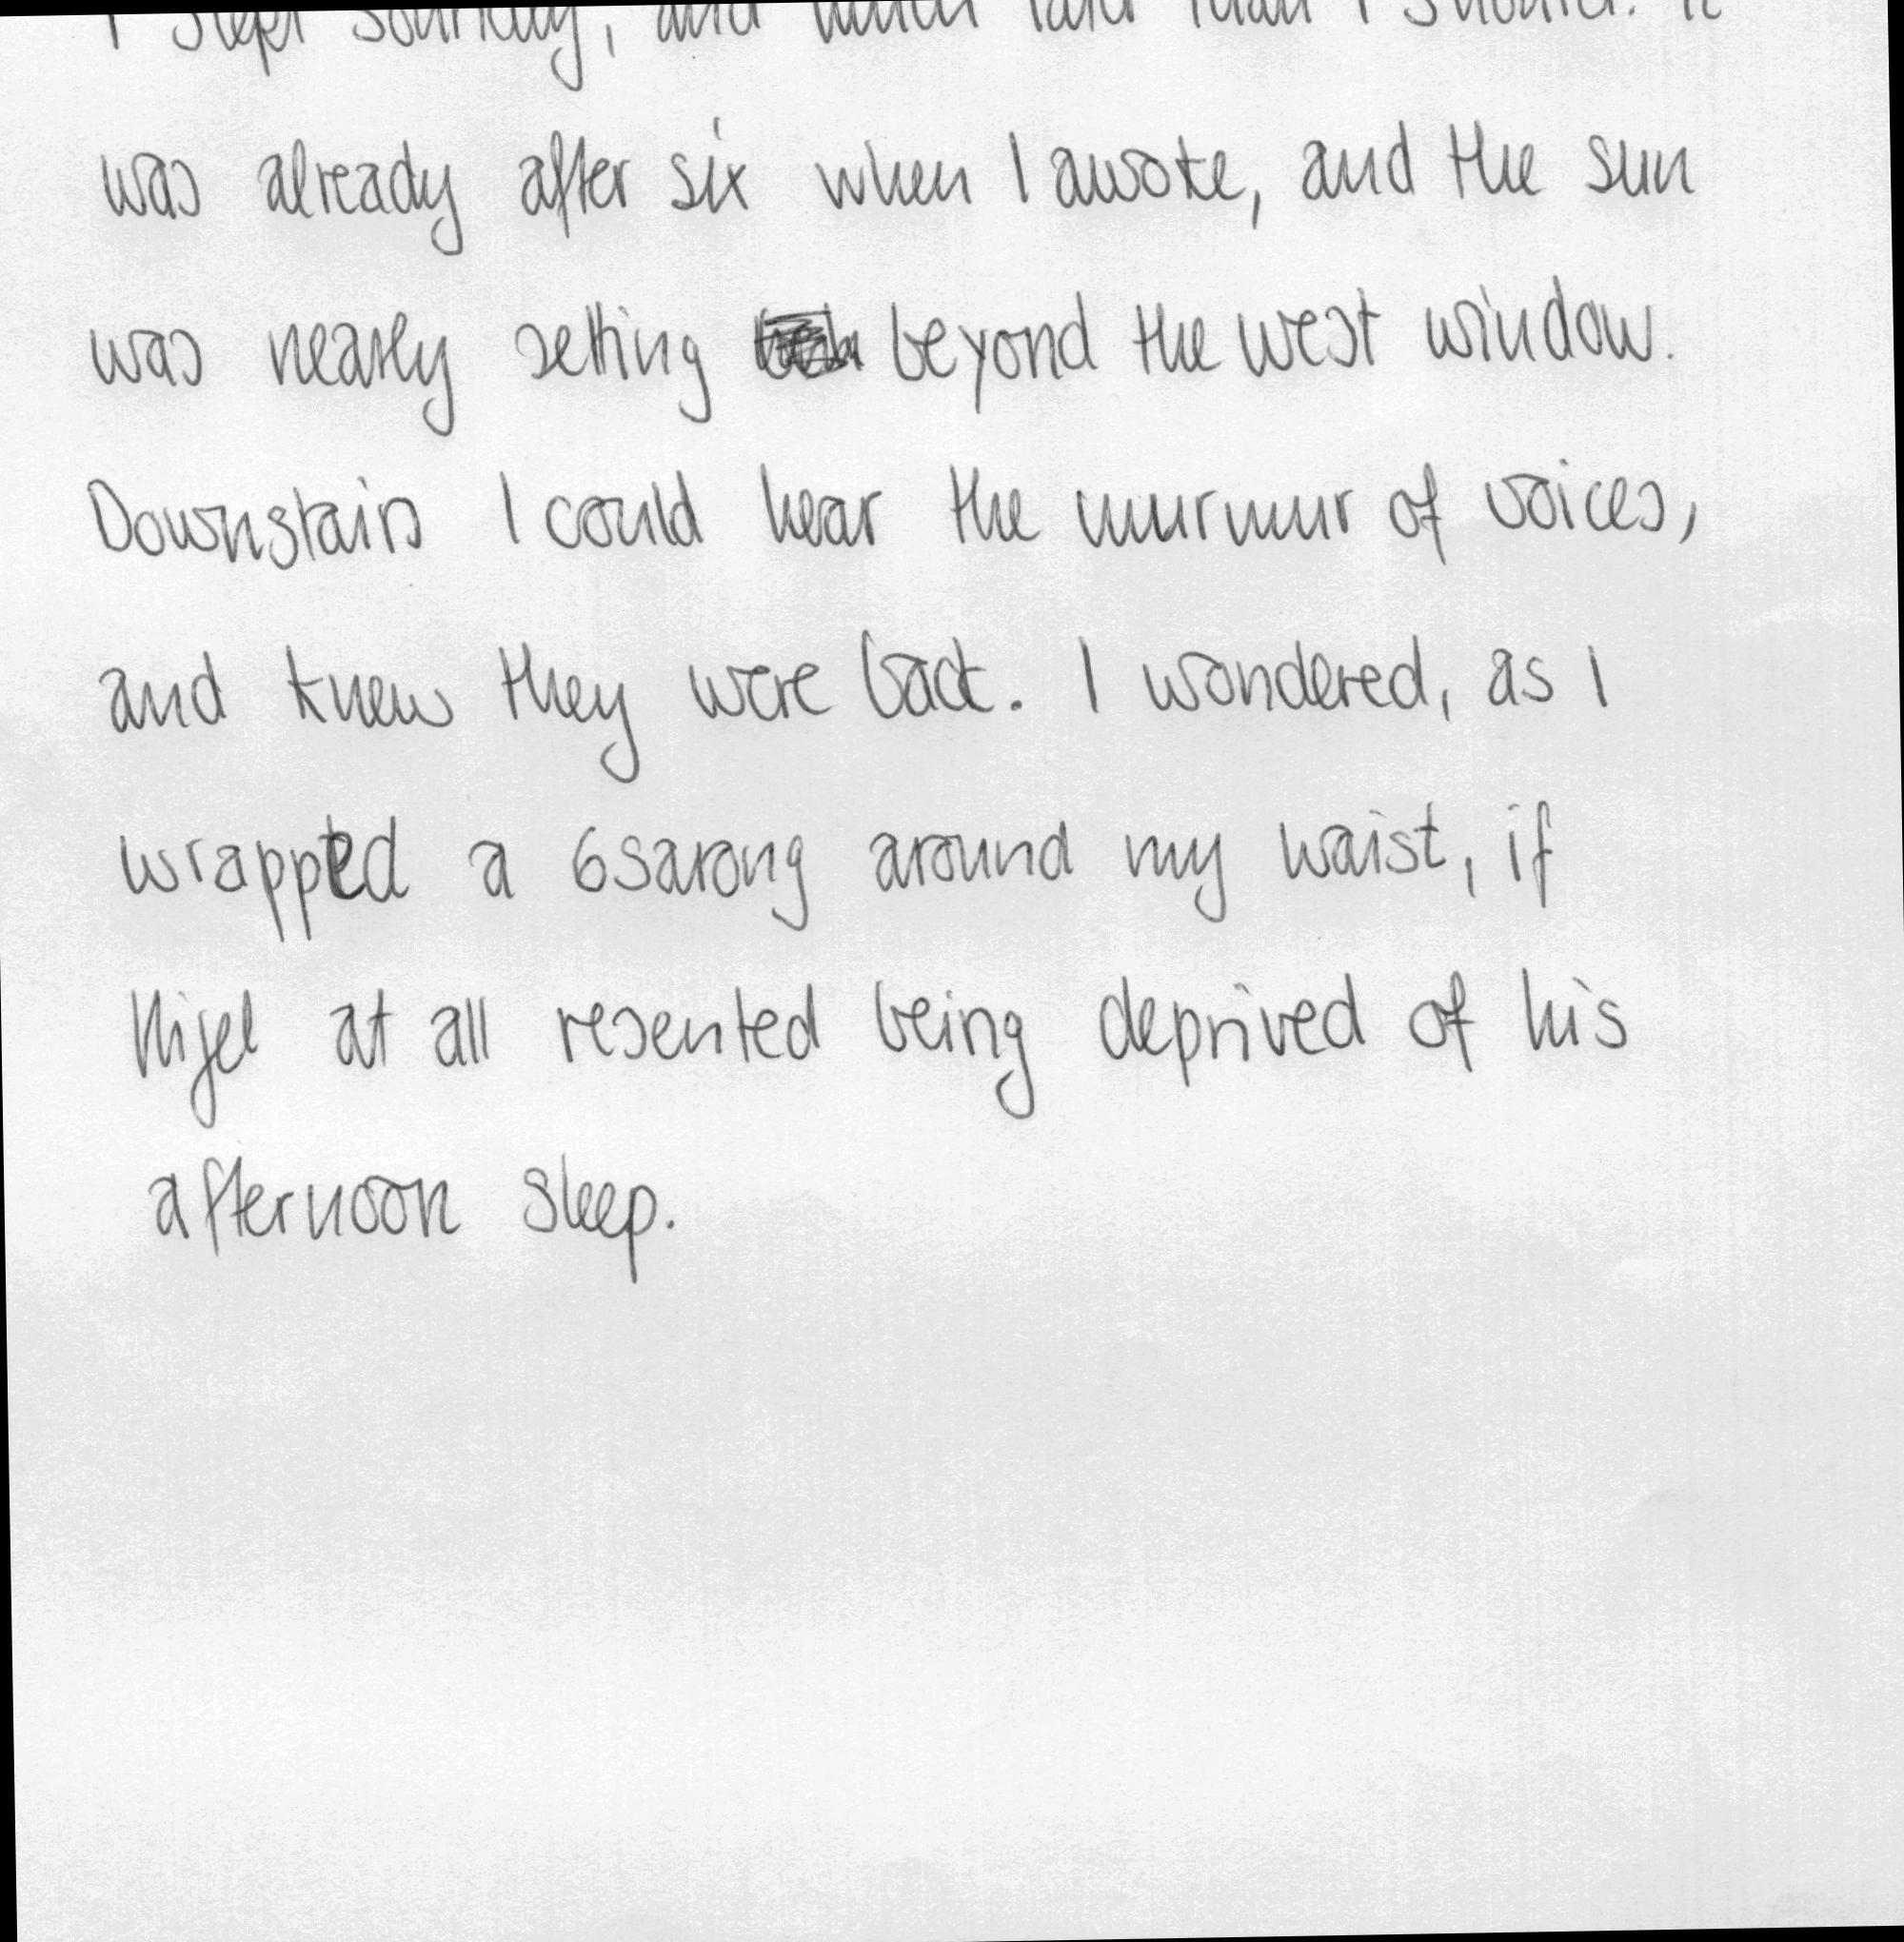 I slept soundly, and much later than I should. It
was already after six when I awoke, and the sun
was nearly setting beyond the west window.
Downstairs I could hear the murmur of voices,
and knew they were back. I wondered, as I
wrapped a 6sarong around my waist, if
Nigel at all resented being deprived of his
afternoon sleep.